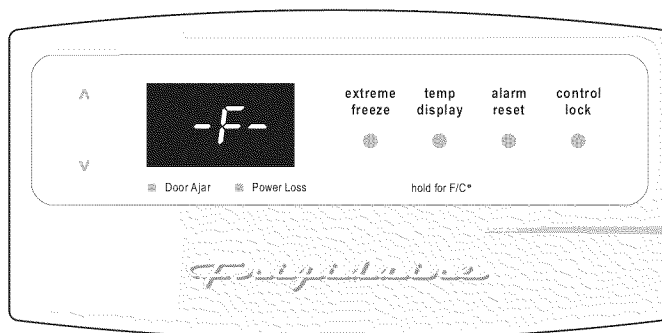 extreme freeze
temp display
alarm reset
control lock
-F-
Door Ajar
Power Loss
hold for F/C°
Frigidaire